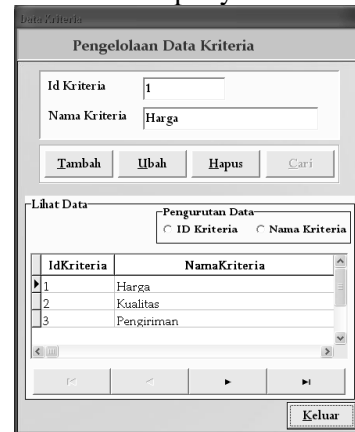 Data Kriteria
Pengelolaan Data Kriteria
Id Kriteria 1
Nama Kriteria Harga
Tambah Ubah Hapus Cari
Lihat Data
Pengurutan Data
ID Kriteria Nama Kriteria
IdKriteria NamaKriteria
1 Harga
2 Kualitas
3 Pengiriman
Keluar